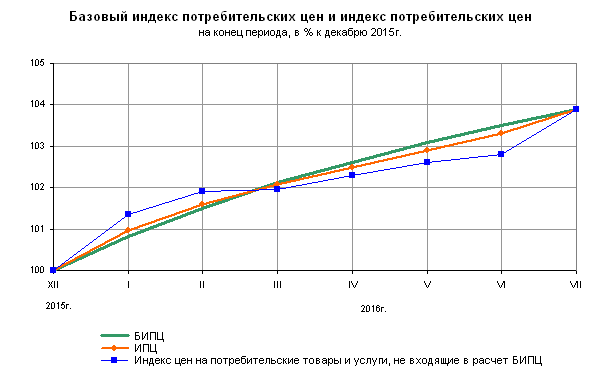 Базовый индекс потребительских цен и индекс потребительских цен
на конец периода, в % к декабрю 2015г.
105
104
103
102
101
100
XII I II III IV V VI VII
2015г. 2016г.
БИПЦ
ИПЦ
Индекс цен на потребительские товары и услуги, не входящие в расчет БИПЦ